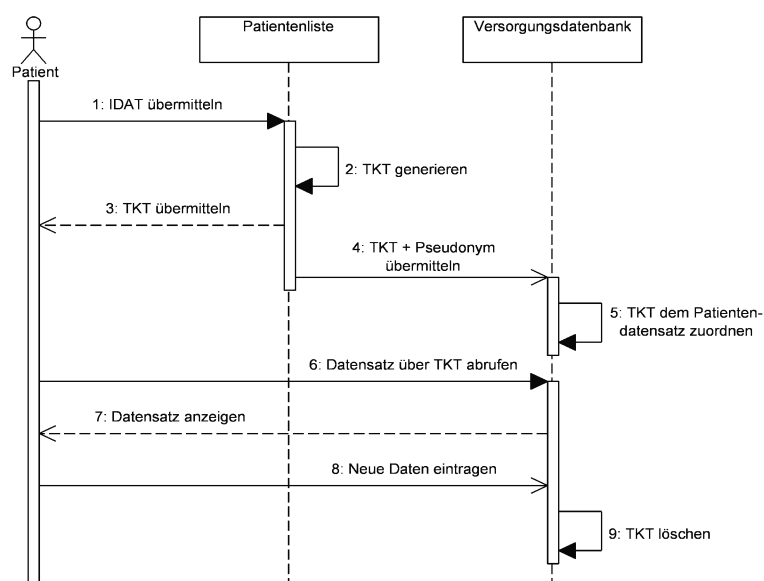 Patientenliste
Versorgungsdatenbank
Patient
1: IDAT übermitteln
2: TKT generieren
3: TKT übermitteln
4: TKT + Pseudonym
übermitteln
5: TKT dem Patienten-
datensatz zuordnen
6: Datensatz über TKT abrufen
7: Datensatz anzeigen
8: Neue Daten eintragen
9: TKT löschen